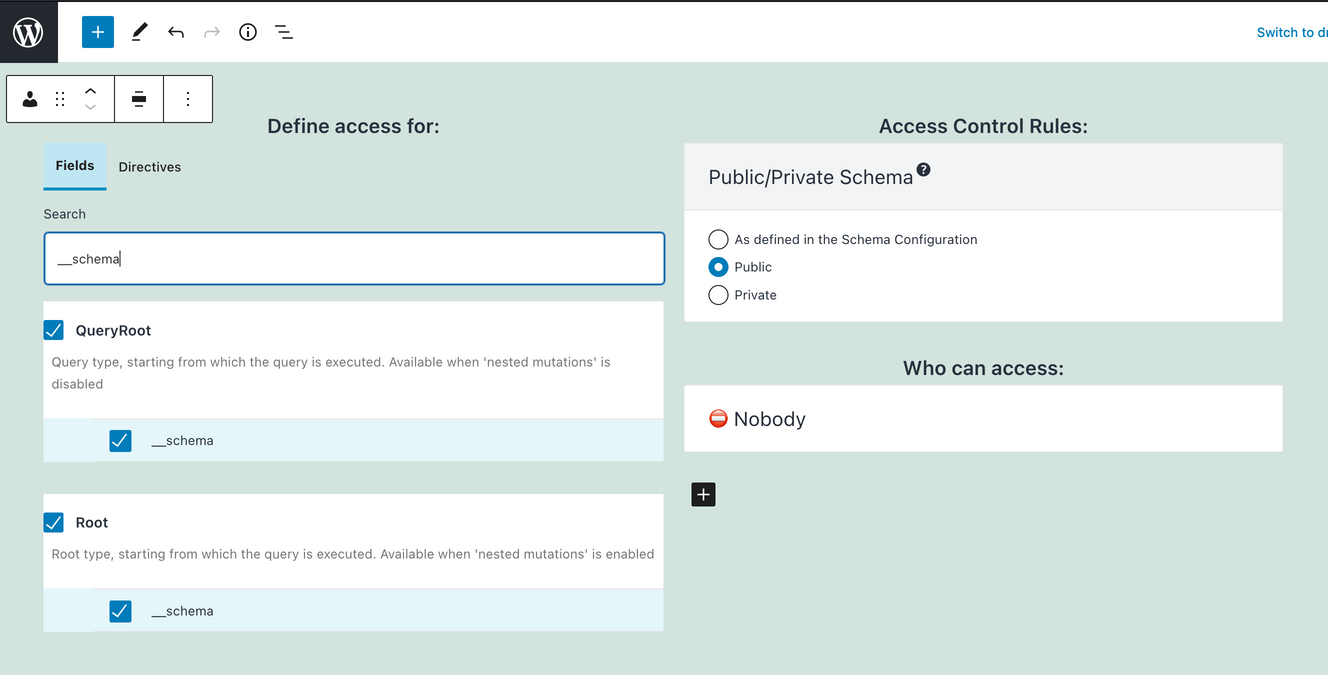 Switch to dr
Define access for:
Fields
Directives
Search
__schema
QueryRoot
Query type, starting from which the query is executed. Available when 'nested mutations' is
disabled
__schema
Root
Root type, starting from which the query is executed. Available when 'nested mutations' is enabled
__schema
Access Control Rules:
Public/Private Schema
As defined in the Schema Configuration
Public
Private
Who can access:
Nobody